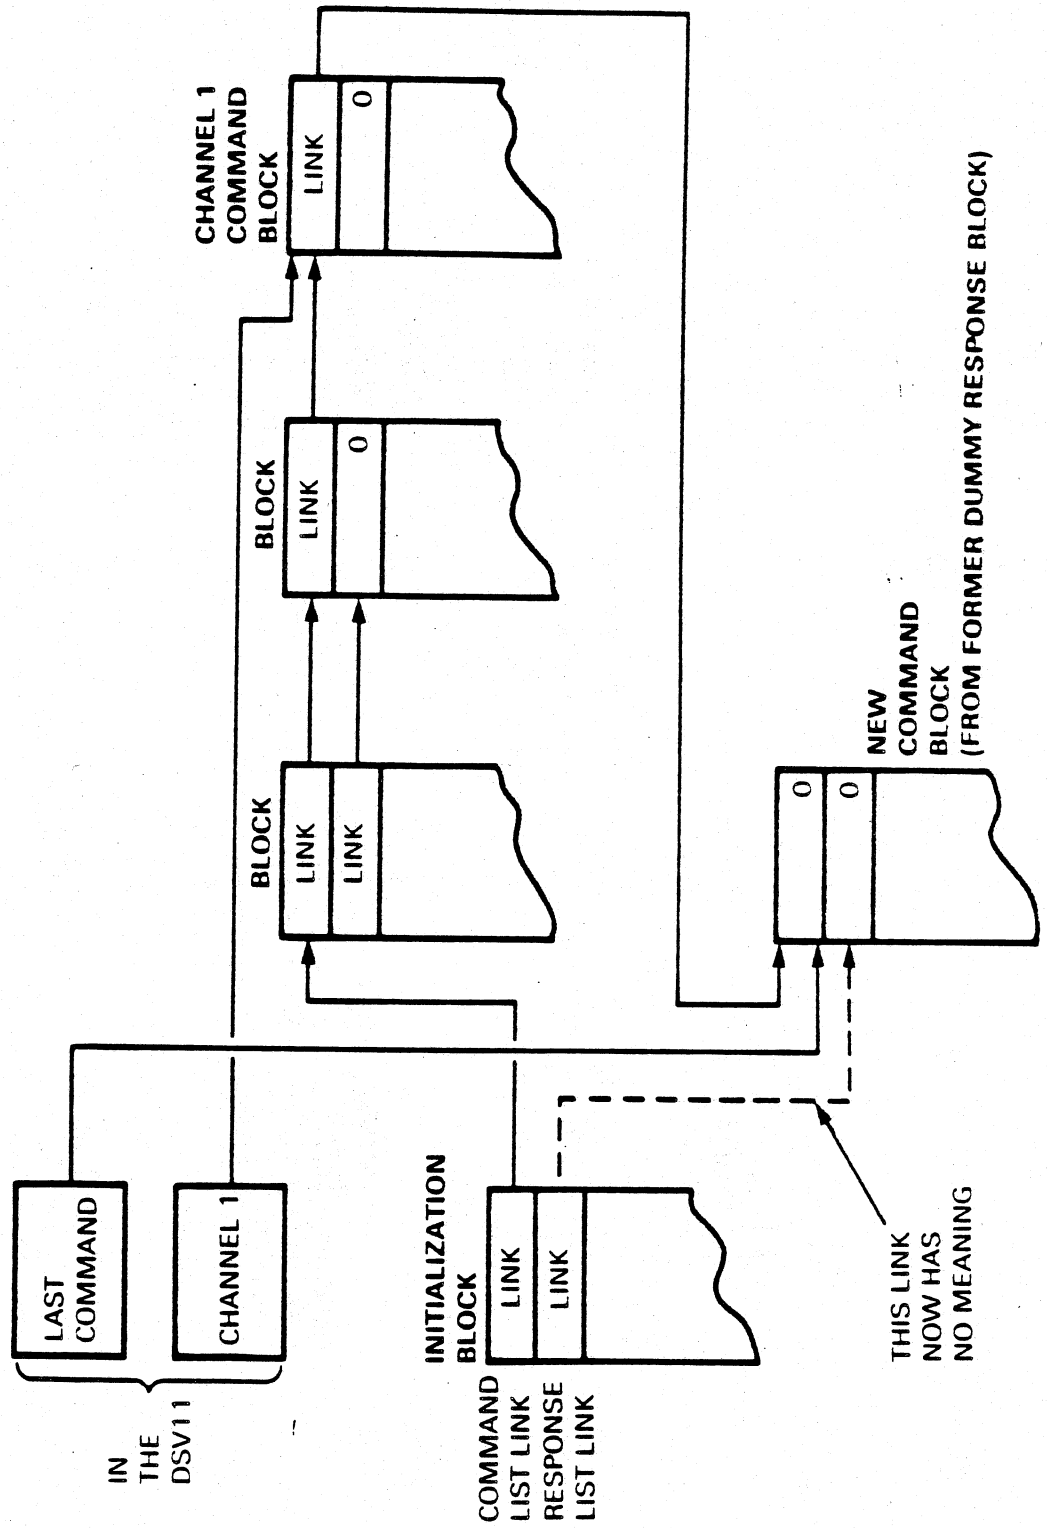 IN
THE
DSV11
LAST
COMMAND
CHANNEL 1
CHANNEL 1
COMMAND
BLOCK
LINK
0
BLOCK
LINK
0
BLOCK
LINK
LINK
INITIALIZATION
BLOCK
COMMAND
LIST LINK
RESPONSE
LIST LINK
LINK
LINK
0
0
NEW
COMMAND
BLOCK
(FROM FORMER DUMMY RESPONSE BLOCK)
THIS LINK
NOW HAS
NO MEANING